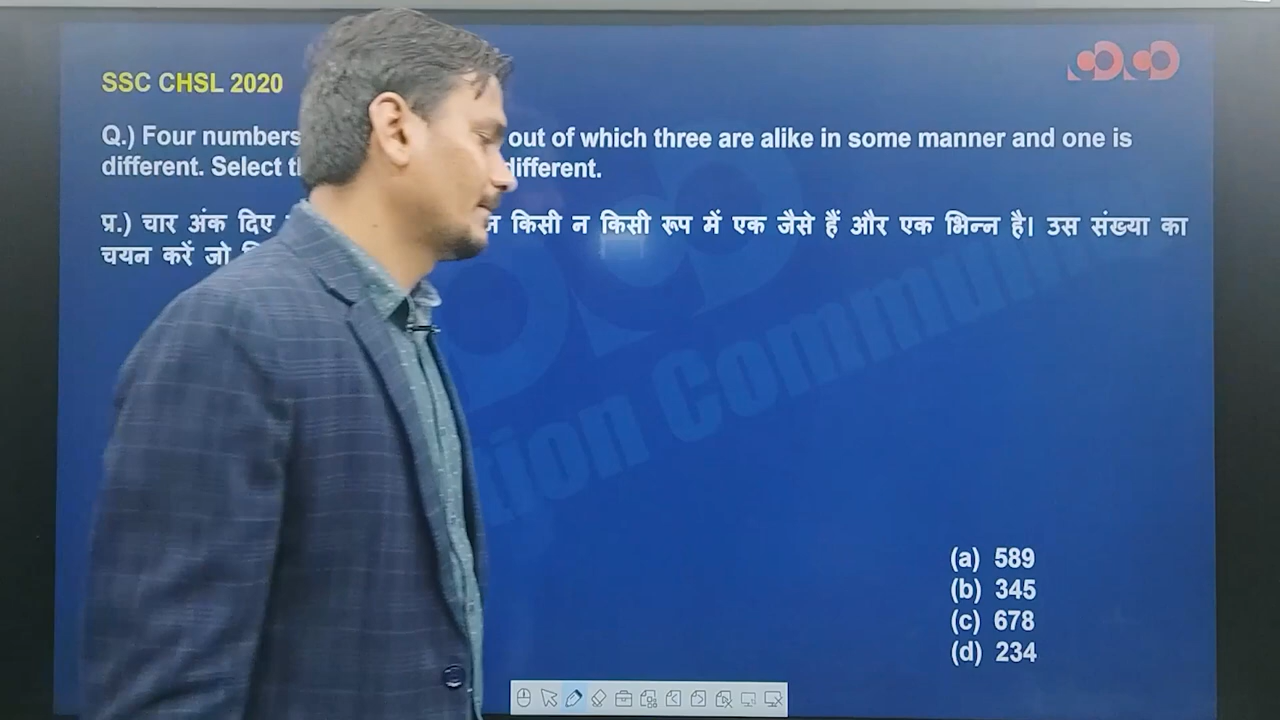 SSC CHSL 2020
Q.) Four numbers out of which three are alike in some manner and one is
different. Select different.
प्र.) चार अंक दिए किसी न किसी रूप में एक जैसे हैं और एक भिन्न है। उस संख्या का
चयन करें जो
(a) 589
(b) 345
(c) 678
(d) 234